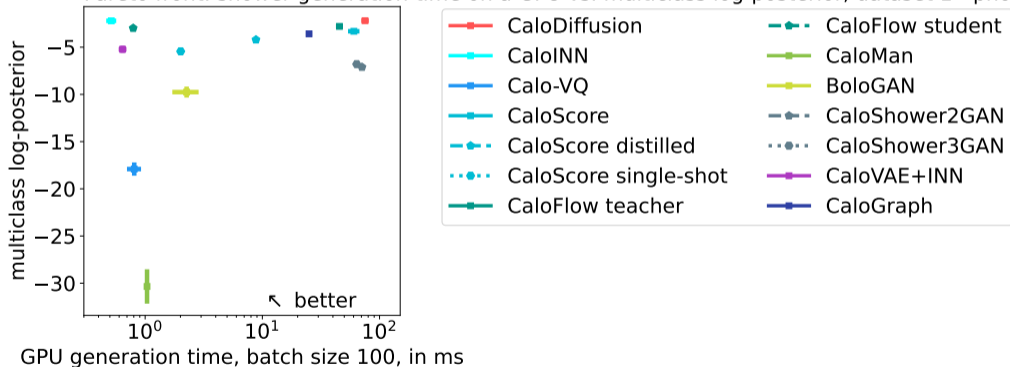 −5
−10
−15
−20
−25
−30
multiclass log-posterior
↖ better
10⁰
10¹
10²
GPU generation time, batch size 100, in ms
CaloDiffusion
CaloINN
Calo-VQ
CaloScore
CaloScore distilled
CaloScore single-shot
CaloFlow teacher
CaloFlow student
CaloMan
BoloGAN
CaloShower2GAN
CaloShower3GAN
CaloVAE+INN
CaloGraph